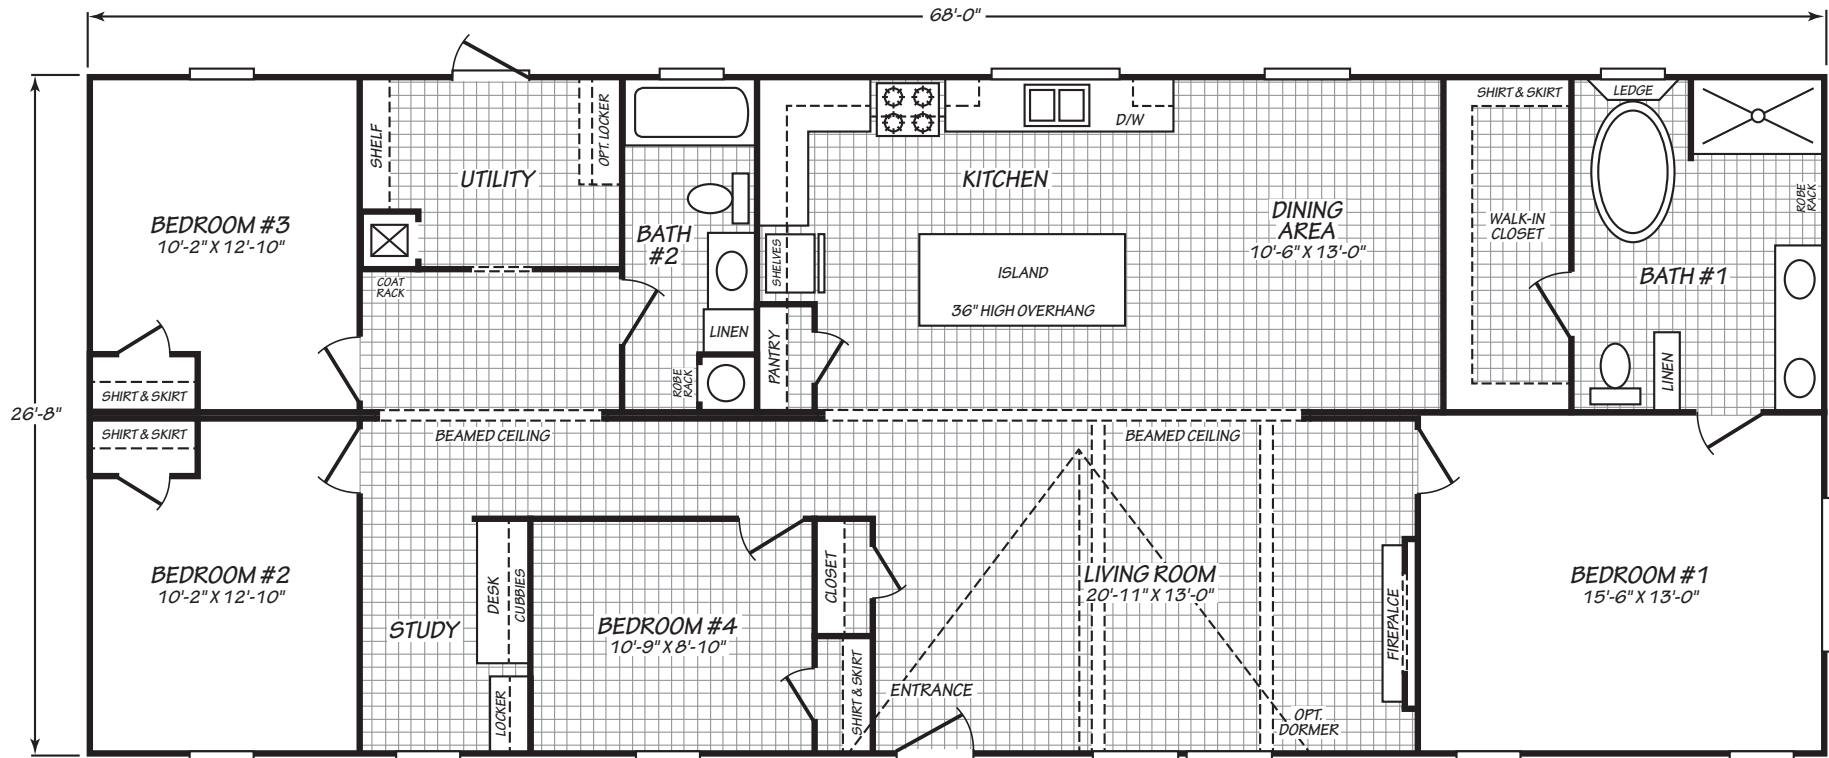 68'-0"
26'-8"
BEDROOM #3
10'-2" X 12'-10"
SHIRT & SKIRT
SHELF
UTILITY
OPT. LOCKER
COAT
RACK
BATH
#2
LINEN
ROBE
RACK
SHELVES
PANTRY
KITCHEN
D/W
ISLAND
36" HIGH OVERHANG
DINING
AREA
10'-6" X 13'-0"
SHIRT & SKIRT
WALK-IN
CLOSET
LEDGE
ROBE
RACK
BATH #1
LINEN
SHIRT & SKIRT
BEDROOM #2
10'-2" X 12'-10"
BEAMED CEILING
STUDY
DESK
CUBBIES
LOCKER
BEDROOM #4
10'-9" X 8'-10"
CLOSET
SHIRT & SKIRT
ENTRANCE
BEAMED CEILING
LIVING ROOM
20'-11" X 13'-0"
OPT.
DORMER
FIREPALCE
BEDROOM #1
15'-6" X 13'-0"